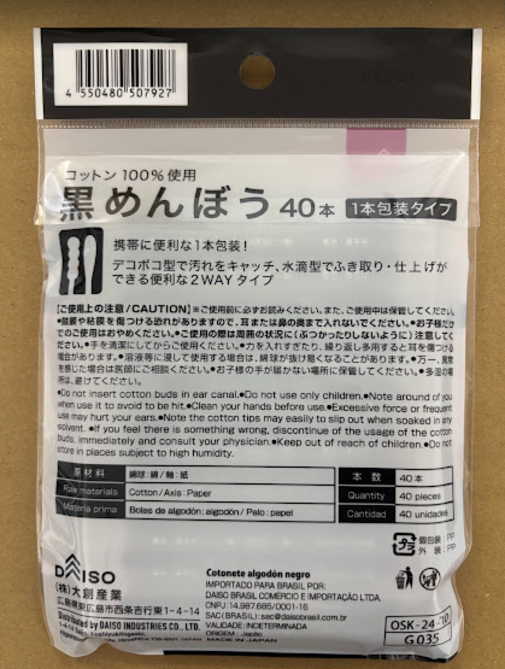 4 550480 507927
コットン 100％使用
黒めんぼう 40本 1本包装タイプ
携帯に便利な1本包装！
デコボコ型で汚れをキャッチ、水滴型でふき取り・仕上げが
できる便利な2WAYタイプ
【ご使用上の注意/CAUTION】※ご使用前に必ずお読みください。また、ご使用中は保管してください。
●鼓膜や粘膜を傷つける恐れがありますので、耳または鼻の奥まで入れないでください。●お子様だけ
でのご使用はおやめください。●ご使用の際は周囲の状況に(ぶつかったりしないように)注意してくだ
さい。●手を清潔にしてからご使用ください。●力を入れすぎたり、繰り返し多用すると耳を傷つける
場合があります。●溶液等に浸して使用する場合は、綿球が抜け易くなることがあります。●万一、異常
を感じた場合は医師にご相談ください。●お子様の手が届かない場所に保管してください。●多湿の場
所は、避けてください。
●Do not insert cotton buds in ear canal.●Do not use only children.●Note around of you
when use it to avoid to be hit.●Clean your hands before use.●Excessive force or frequent
use may hurt your ears.●Note the cotton tips may easily to slip out when soaked in any
solvent. ●If you feel there is something wrong, discontinue of the usage of the cotton
buds, immediately and consult your physician.●Keep out of reach of children.●Do not
store in places subject to high humidity.
原材料 綿球：綿/軸：紙 本数 40本
Raw materials Cotton/Axis : Paper Quantity 40 pieces
Materia prima Bolas de algodón: algodón / Palo : papel Cantidad 40 unidades
プラ 個包装：PP
外　装：PP
DAISO
(株)大創産業
広島県東広島市西条吉行東1-4-14
Distributed by DAISO INDUSTRIES CO., LTD.
1-4-14 Saijo Yoshiyukihigashi,
Cotonete algodón negro
IMPORTADO PARA BRASIL POR:
DAISO BRASIL COMERCIO E IMPORTAÇÃO LTDA.
CNPJ:14.987.685/0001-16
SAC(BRASIL):sac@daisobrasil.com.br
VALIDADE:INDETERMINADA
ORIGEM : Japão
OSK-24-10
G035